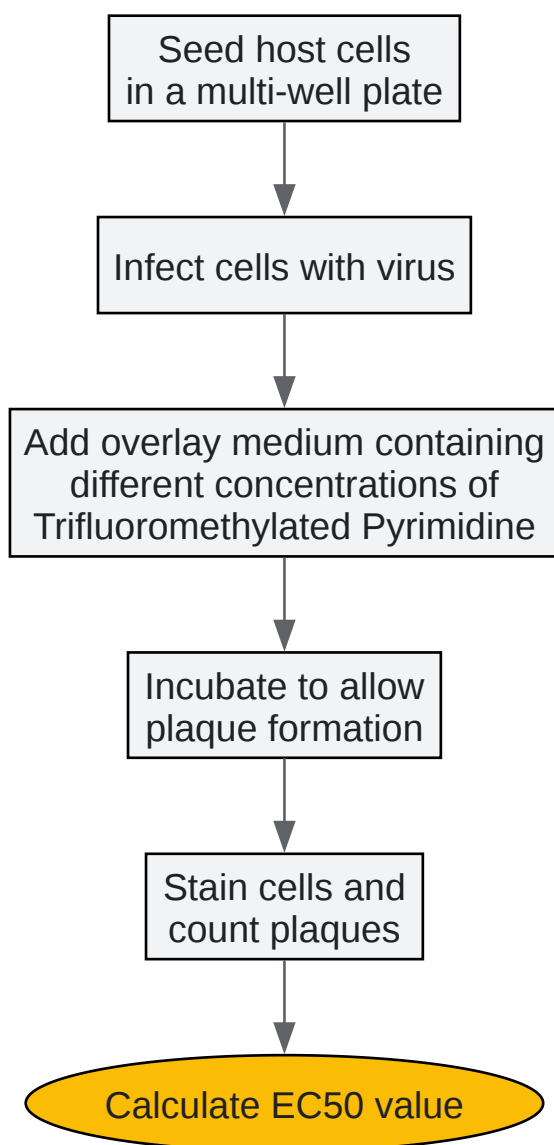 Seed host cells
in a multi-well plate
Infect cells with virus
Add overlay medium containing
different concentrations of
Trifluoromethylated Pyrimidine
Incubate to allow
plaque formation
Stain cells and
count plaques
Calculate EC50 value